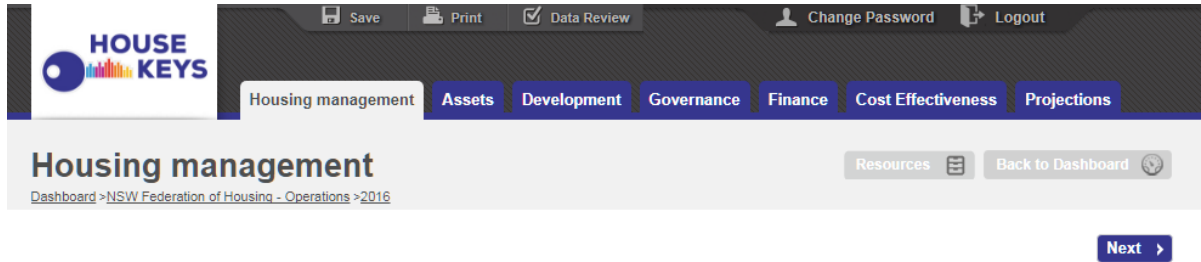 Save Print Data Review Change Password Logout
HOUSE
KEYS
Housing management Assets Development Governance Finance Cost Effectiveness Projections
Housing management
Resources Back to Dashboard
Dashboard >NSW Federation of Housing - Operations >2016
Next